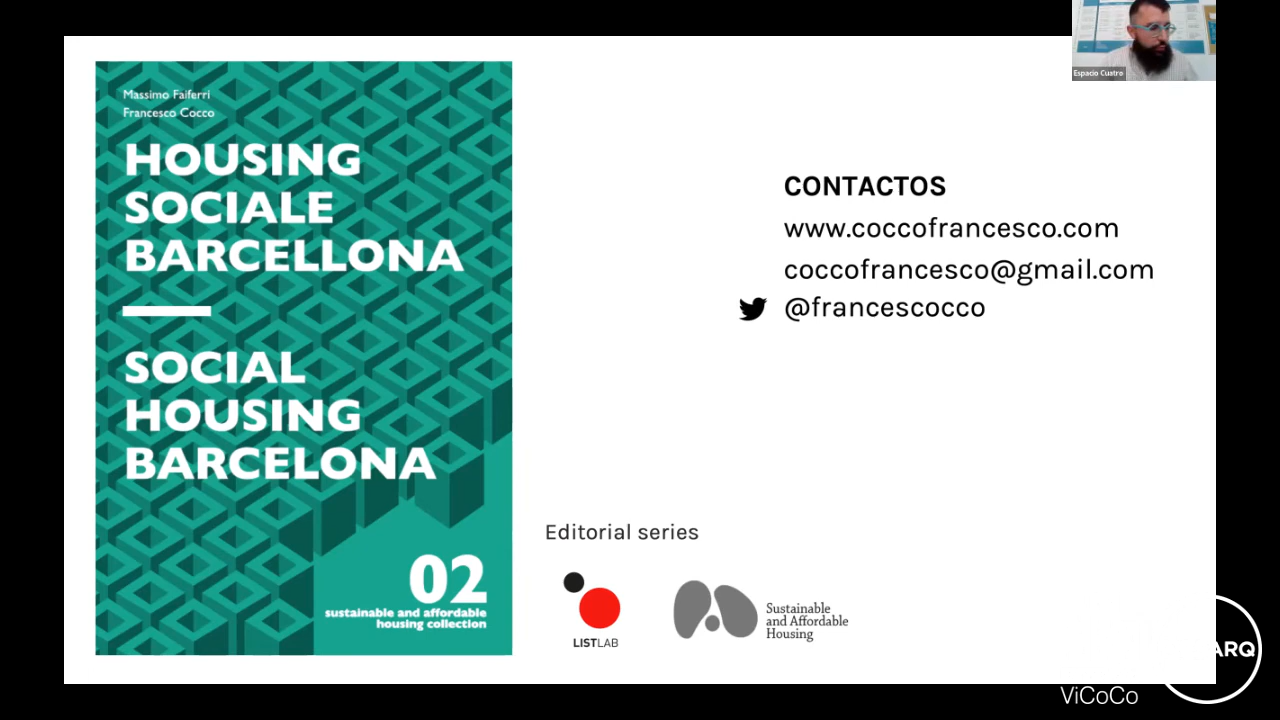 Massimo Faiferri
Francesco Cocco
HOUSING
SOCIALE
BARCELLONA
SOCIAL
HOUSING
BARCELONA
02
sustainable and affordable
housing collection
Espacio Cuatro
CONTACTOS
www.coccofrancesco.com
coccofrancesco@gmail.com
@francescocco
Editorial series
LISTLAB
Sustainable
and Affordable
Housing
ARQ
ViCoCo